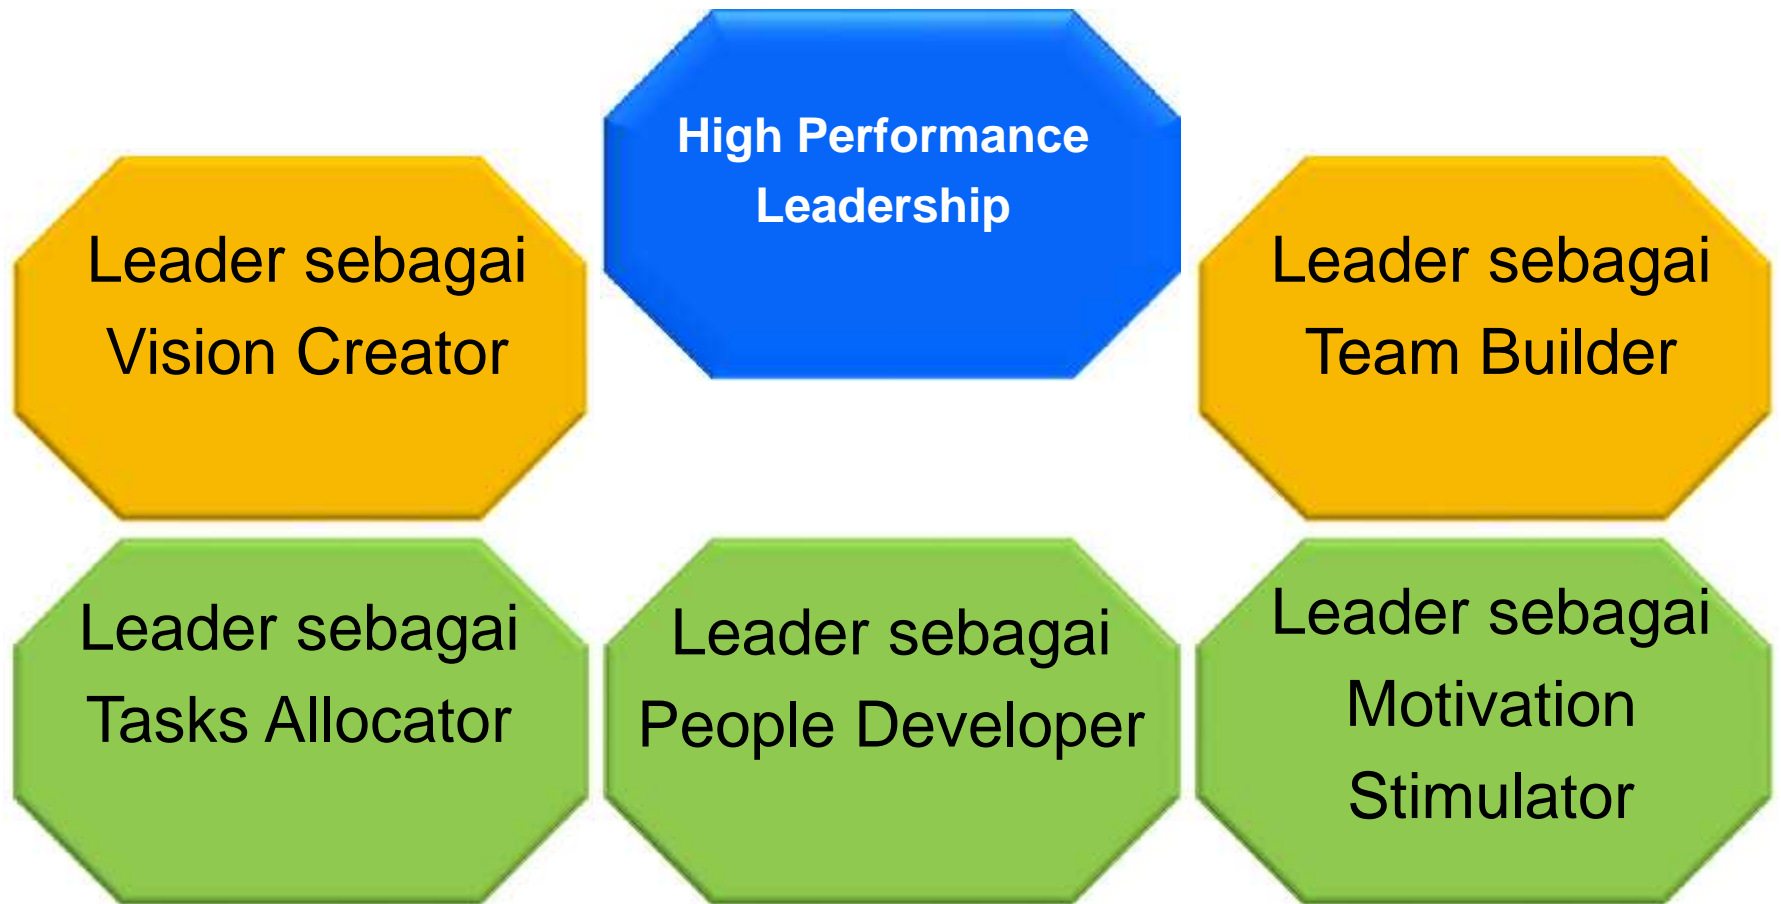 High Performance
Leadership
Leader sebagai
Vision Creator
Leader sebagai
Team Builder
Leader sebagai
Tasks Allocator
Leader sebagai
People Developer
Leader sebagai
Motivation
Stimulator